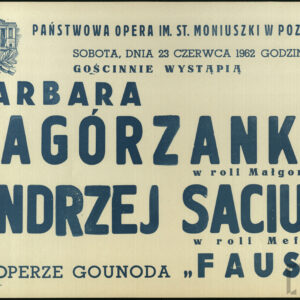 PAŃSTWOWA OPERA IM. ST. MONIUSZKI W POZ
SOBOTA, DNIA 23 CZERWCA 1962 GODZIN
GOŚCINNIE WYSTĄPIĄ
ARBARA
AGÓRZANK
w roli Małgor
NDRZEJ SACIU
w roli Mef
OPERZE GOUNODA „FAUS